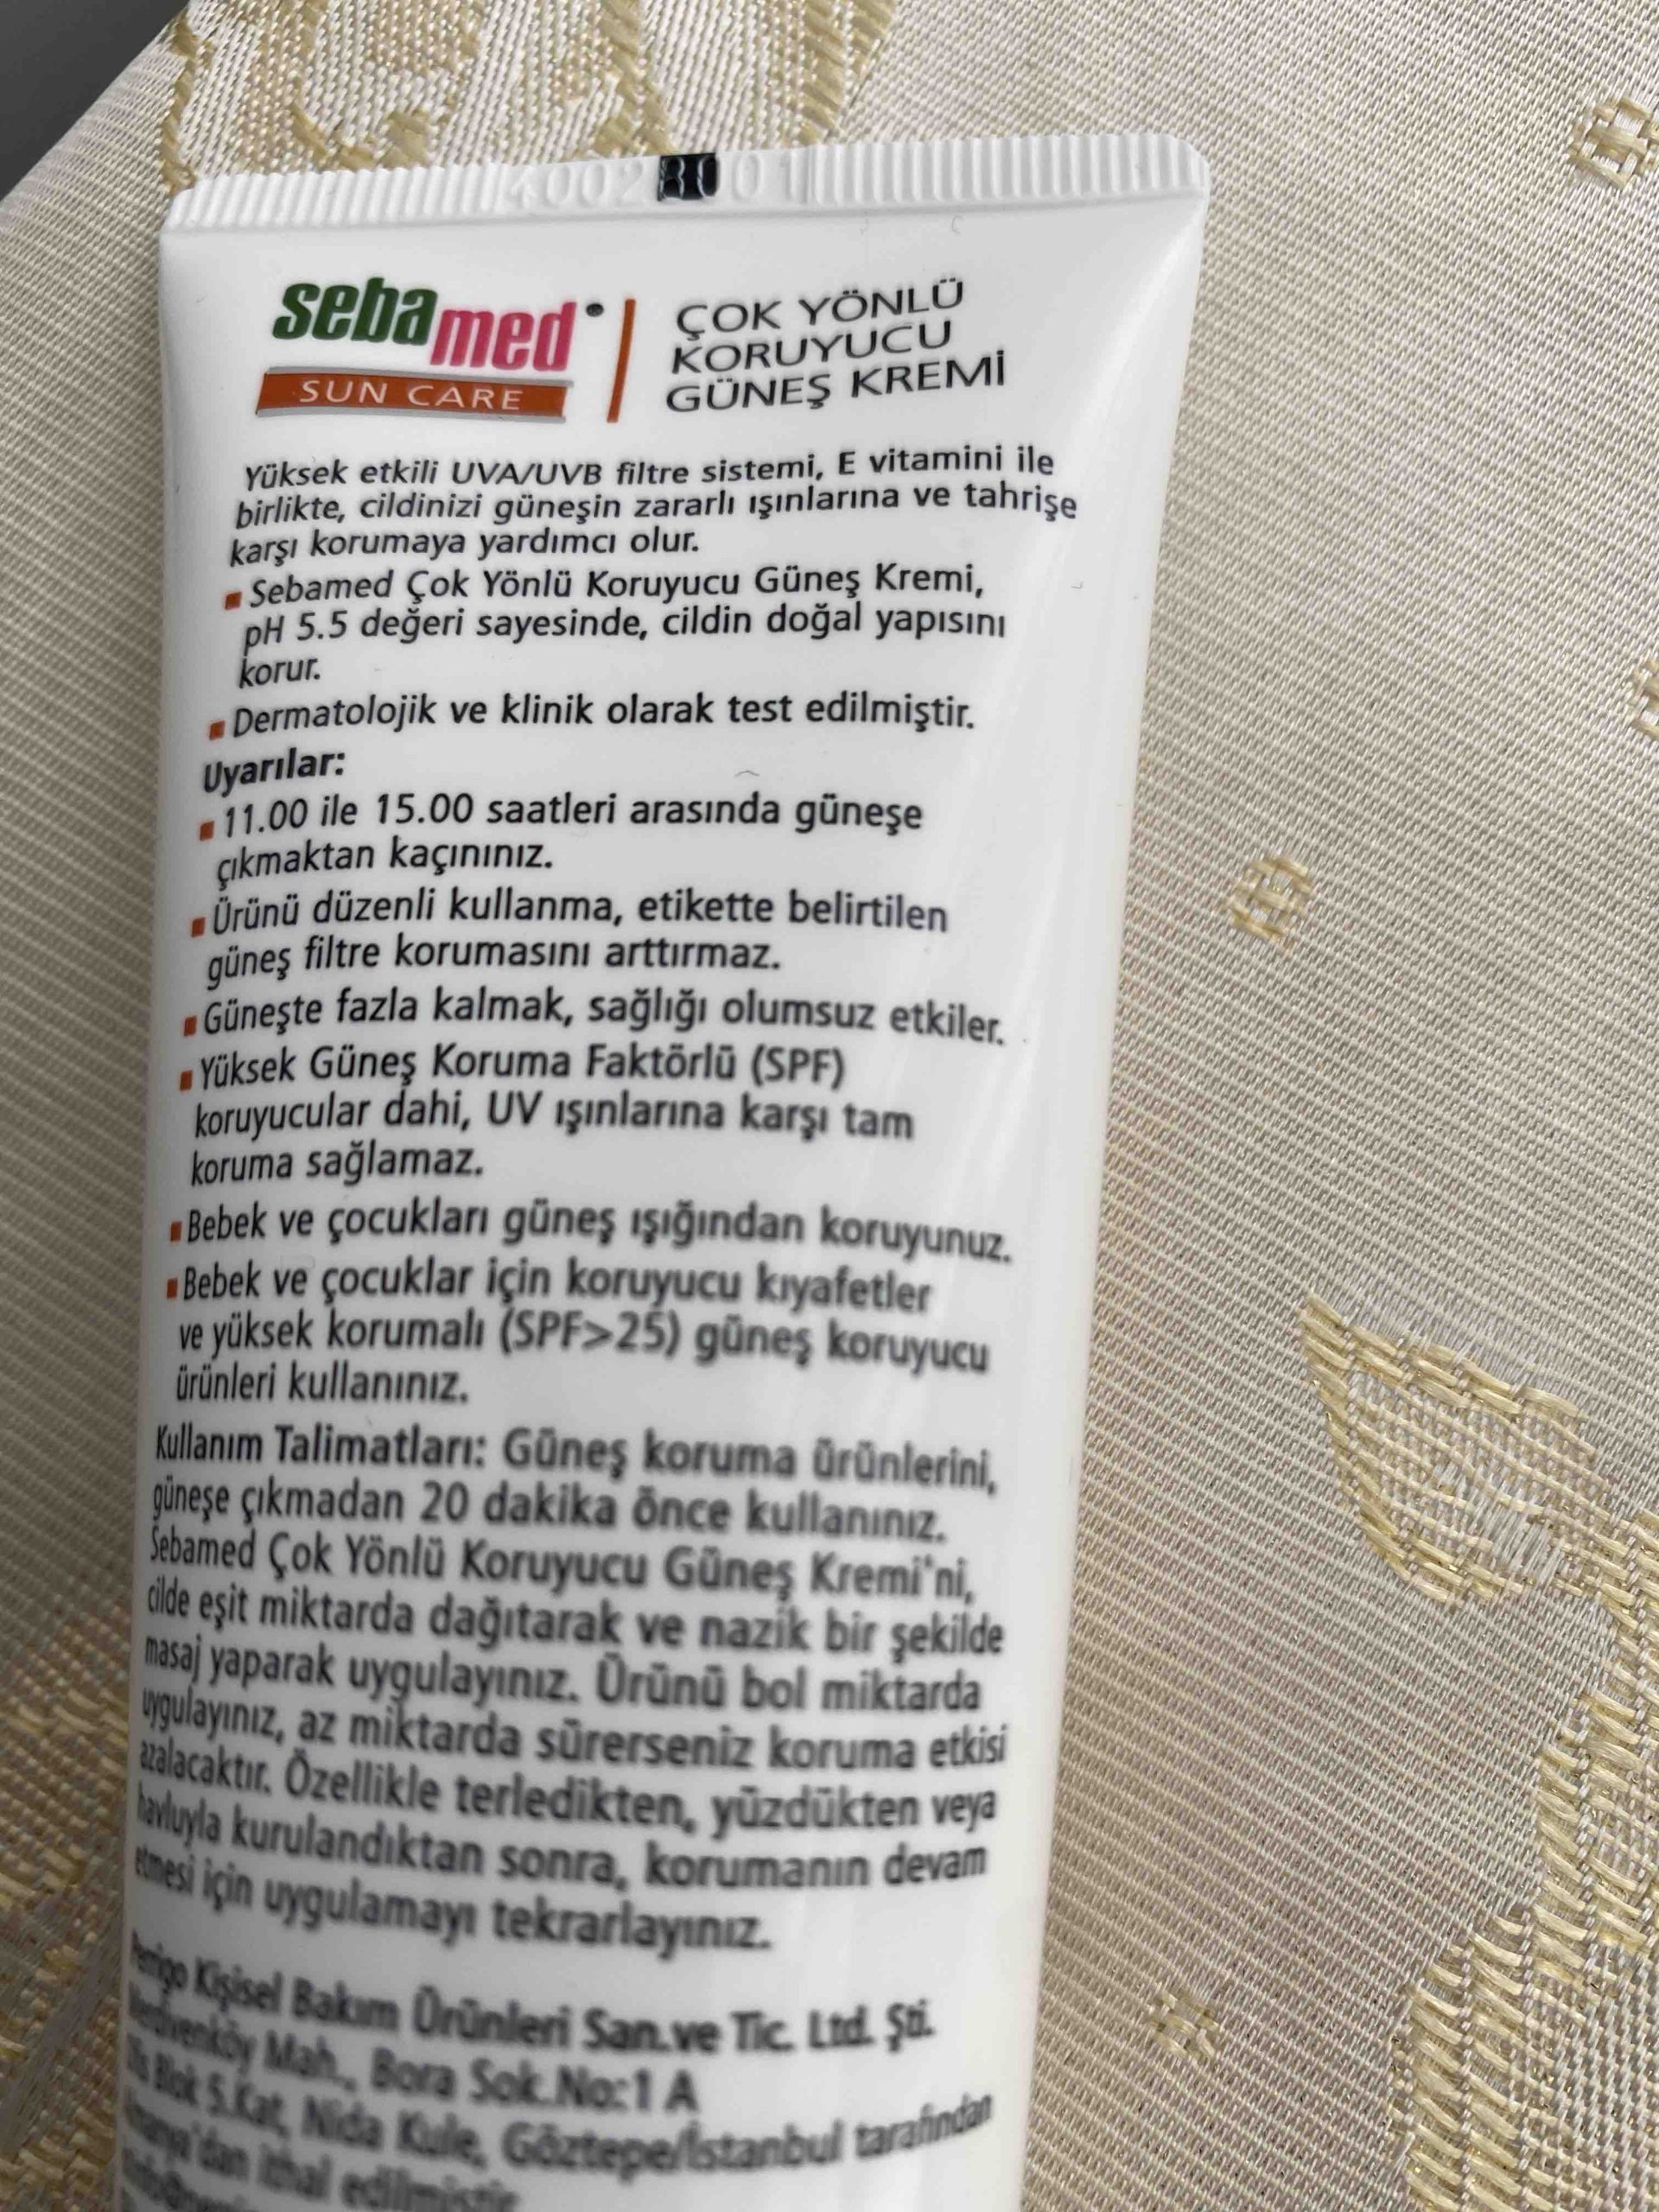 sebamed
SUN CARE
ÇOK YÖNLÜ
KORUYUCU
GÜNEŞ KREMİ
Yüksek etkili UVA/UVB filtre sistemi, E vitamini ile
birlikte, cildinizi güneşin zararlı ışınlarına ve tahrişe
karşı korumaya yardımcı olur.
▪ Sebamed Çok Yönlü Koruyucu Güneş Kremi,
pH 5.5 değeri sayesinde, cildin doğal yapısını
korur.
▪ Dermatolojik ve klinik olarak test edilmiştir.
Uyarılar:
▪ 11.00 ile 15.00 saatleri arasında güneşe
çıkmaktan kaçınınız.
▪ Ürünü düzenli kullanma, etikette belirtilen
güneş filtre korumasını arttırmaz.
▪ Güneşte fazla kalmak, sağlığı olumsuz etkiler.
▪ Yüksek Güneş Koruma Faktörlü (SPF)
koruyucular dahi, UV ışınlarına karşı tam
koruma sağlamaz.
▪ Bebek ve çocukları güneş ışığından koruyunuz.
▪ Bebek ve çocuklar için koruyucu kıyafetler
ve yüksek korumalı (SPF>25) güneş koruyucu
ürünleri kullanınız.
Kullanım Talimatları: Güneş koruma ürünlerini,
güneşe çıkmadan 20 dakika önce kullanınız.
Sebamed Çok Yönlü Koruyucu Güneş Kremi'ni,
cilde eşit miktarda dağıtarak ve nazik bir şekilde
masaj yaparak uygulayınız. Ürünü bol miktarda
uygulayınız, az miktarda sürerseniz koruma etkisi
azalacaktır. Özellikle terledikten, yüzdükten veya
havluyla kurulandıktan sonra, korumanın devam
etmesi için uygulamayı tekrarlayınız.
Perrigo Kişisel Bakım Ürünleri San.ve Tic. Ltd. Şti.
Merdivenköy Mah., Bora Sok.No:1 A
Blok 5.Kat, Nida Kule, Göztepe/İstanbul tarafından
ithal edilmiştir.